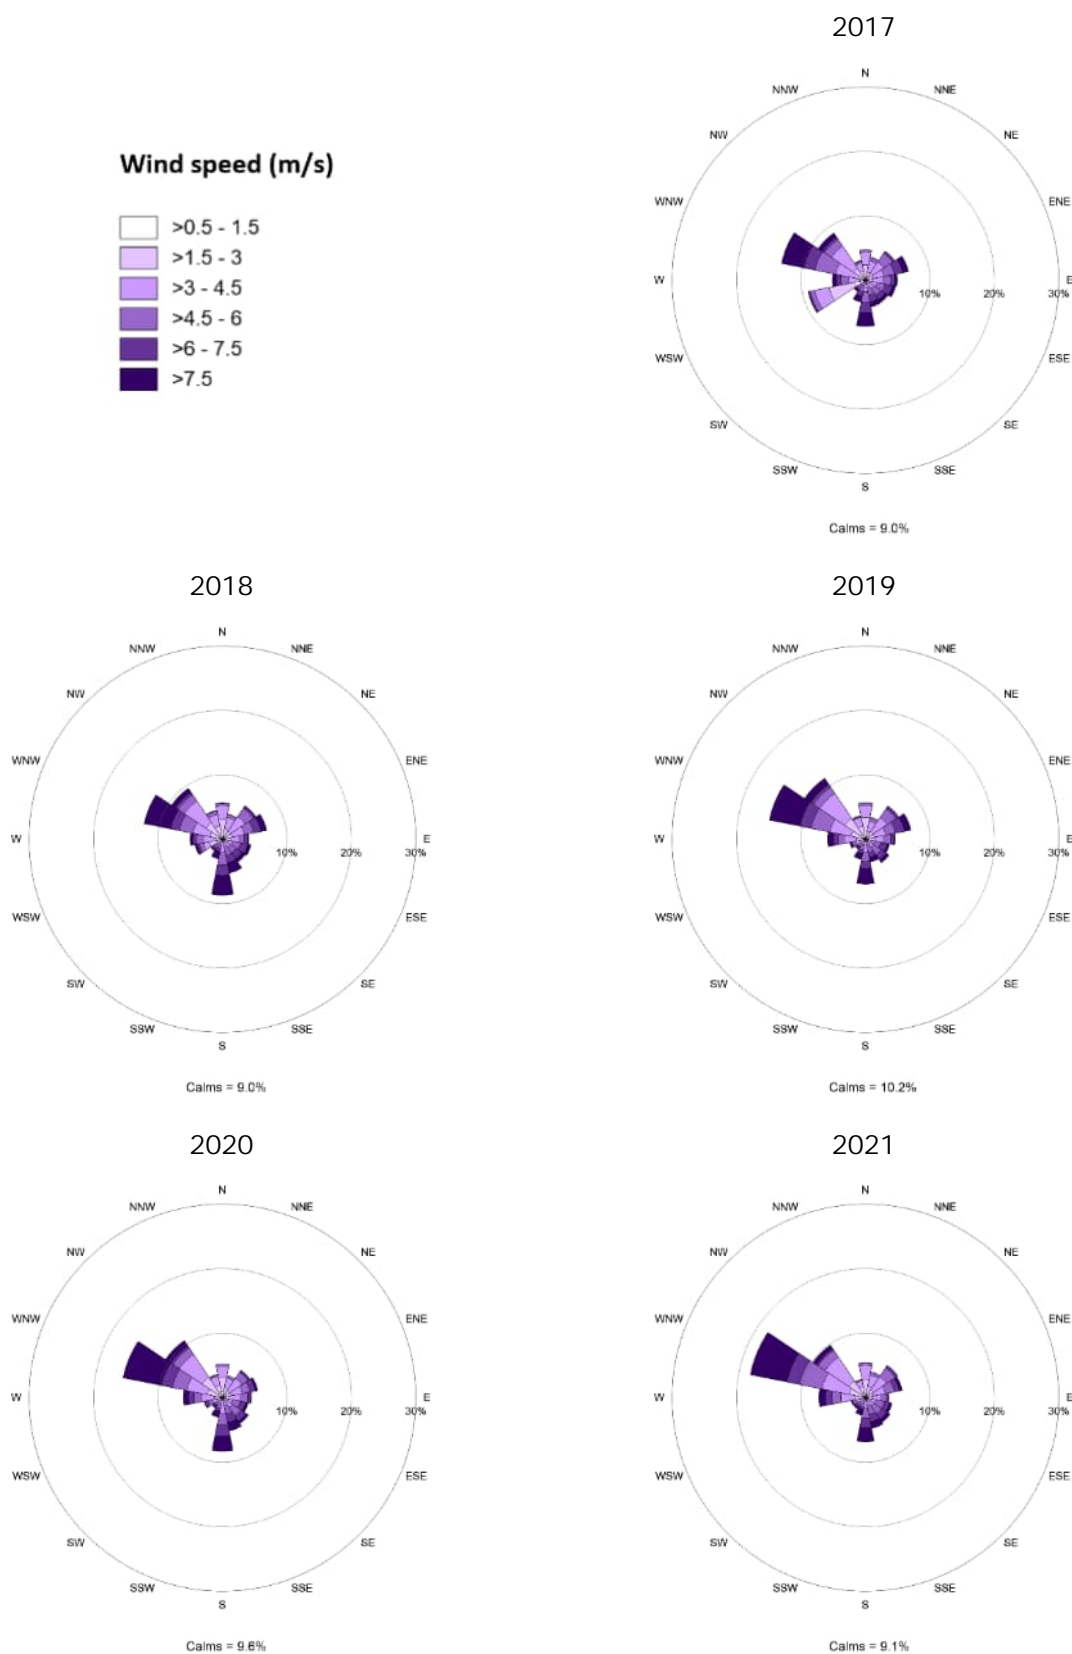 2017
Wind speed (m/s)
>0.5 - 1.5
>1.5 - 3
>3 - 4.5
>4.5 - 6
>6 - 7.5
>7.5
N
NNW NNE
NW NE
WNW ENE
W E
10% 20% 30%
WSW ESE
SW SE
SSW SSE
S
Calms = 9.0%
2018
N
NNW NNE
NW NE
WNW ENE
W E
10% 20% 30%
WSW ESE
SW SE
SSW SSE
S
Calms = 9.0%
2019
N
NNW NNE
NW NE
WNW ENE
W E
10% 20% 30%
WSW ESE
SW SE
SSW SSE
S
Calms = 10.2%
2020
N
NNW NNE
NW NE
WNW ENE
W E
10% 20% 30%
WSW ESE
SW SE
SSW SSE
S
Calms = 9.6%
2021
N
NNW NNE
NW NE
WNW ENE
W E
10% 20% 30%
WSW ESE
SW SE
SSW SSE
S
Calms = 9.1%